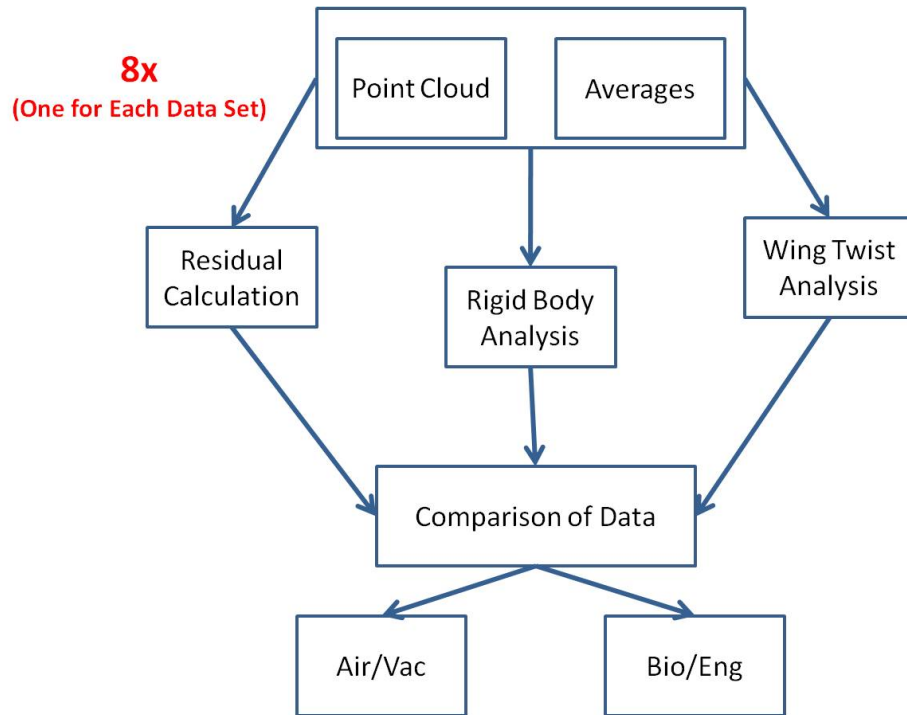 8x
(One for Each Data Set)
Point Cloud
Averages
Residual
Calculation
Rigid Body
Analysis
Wing Twist
Analysis
Comparison of Data
Air/Vac
Bio/Eng